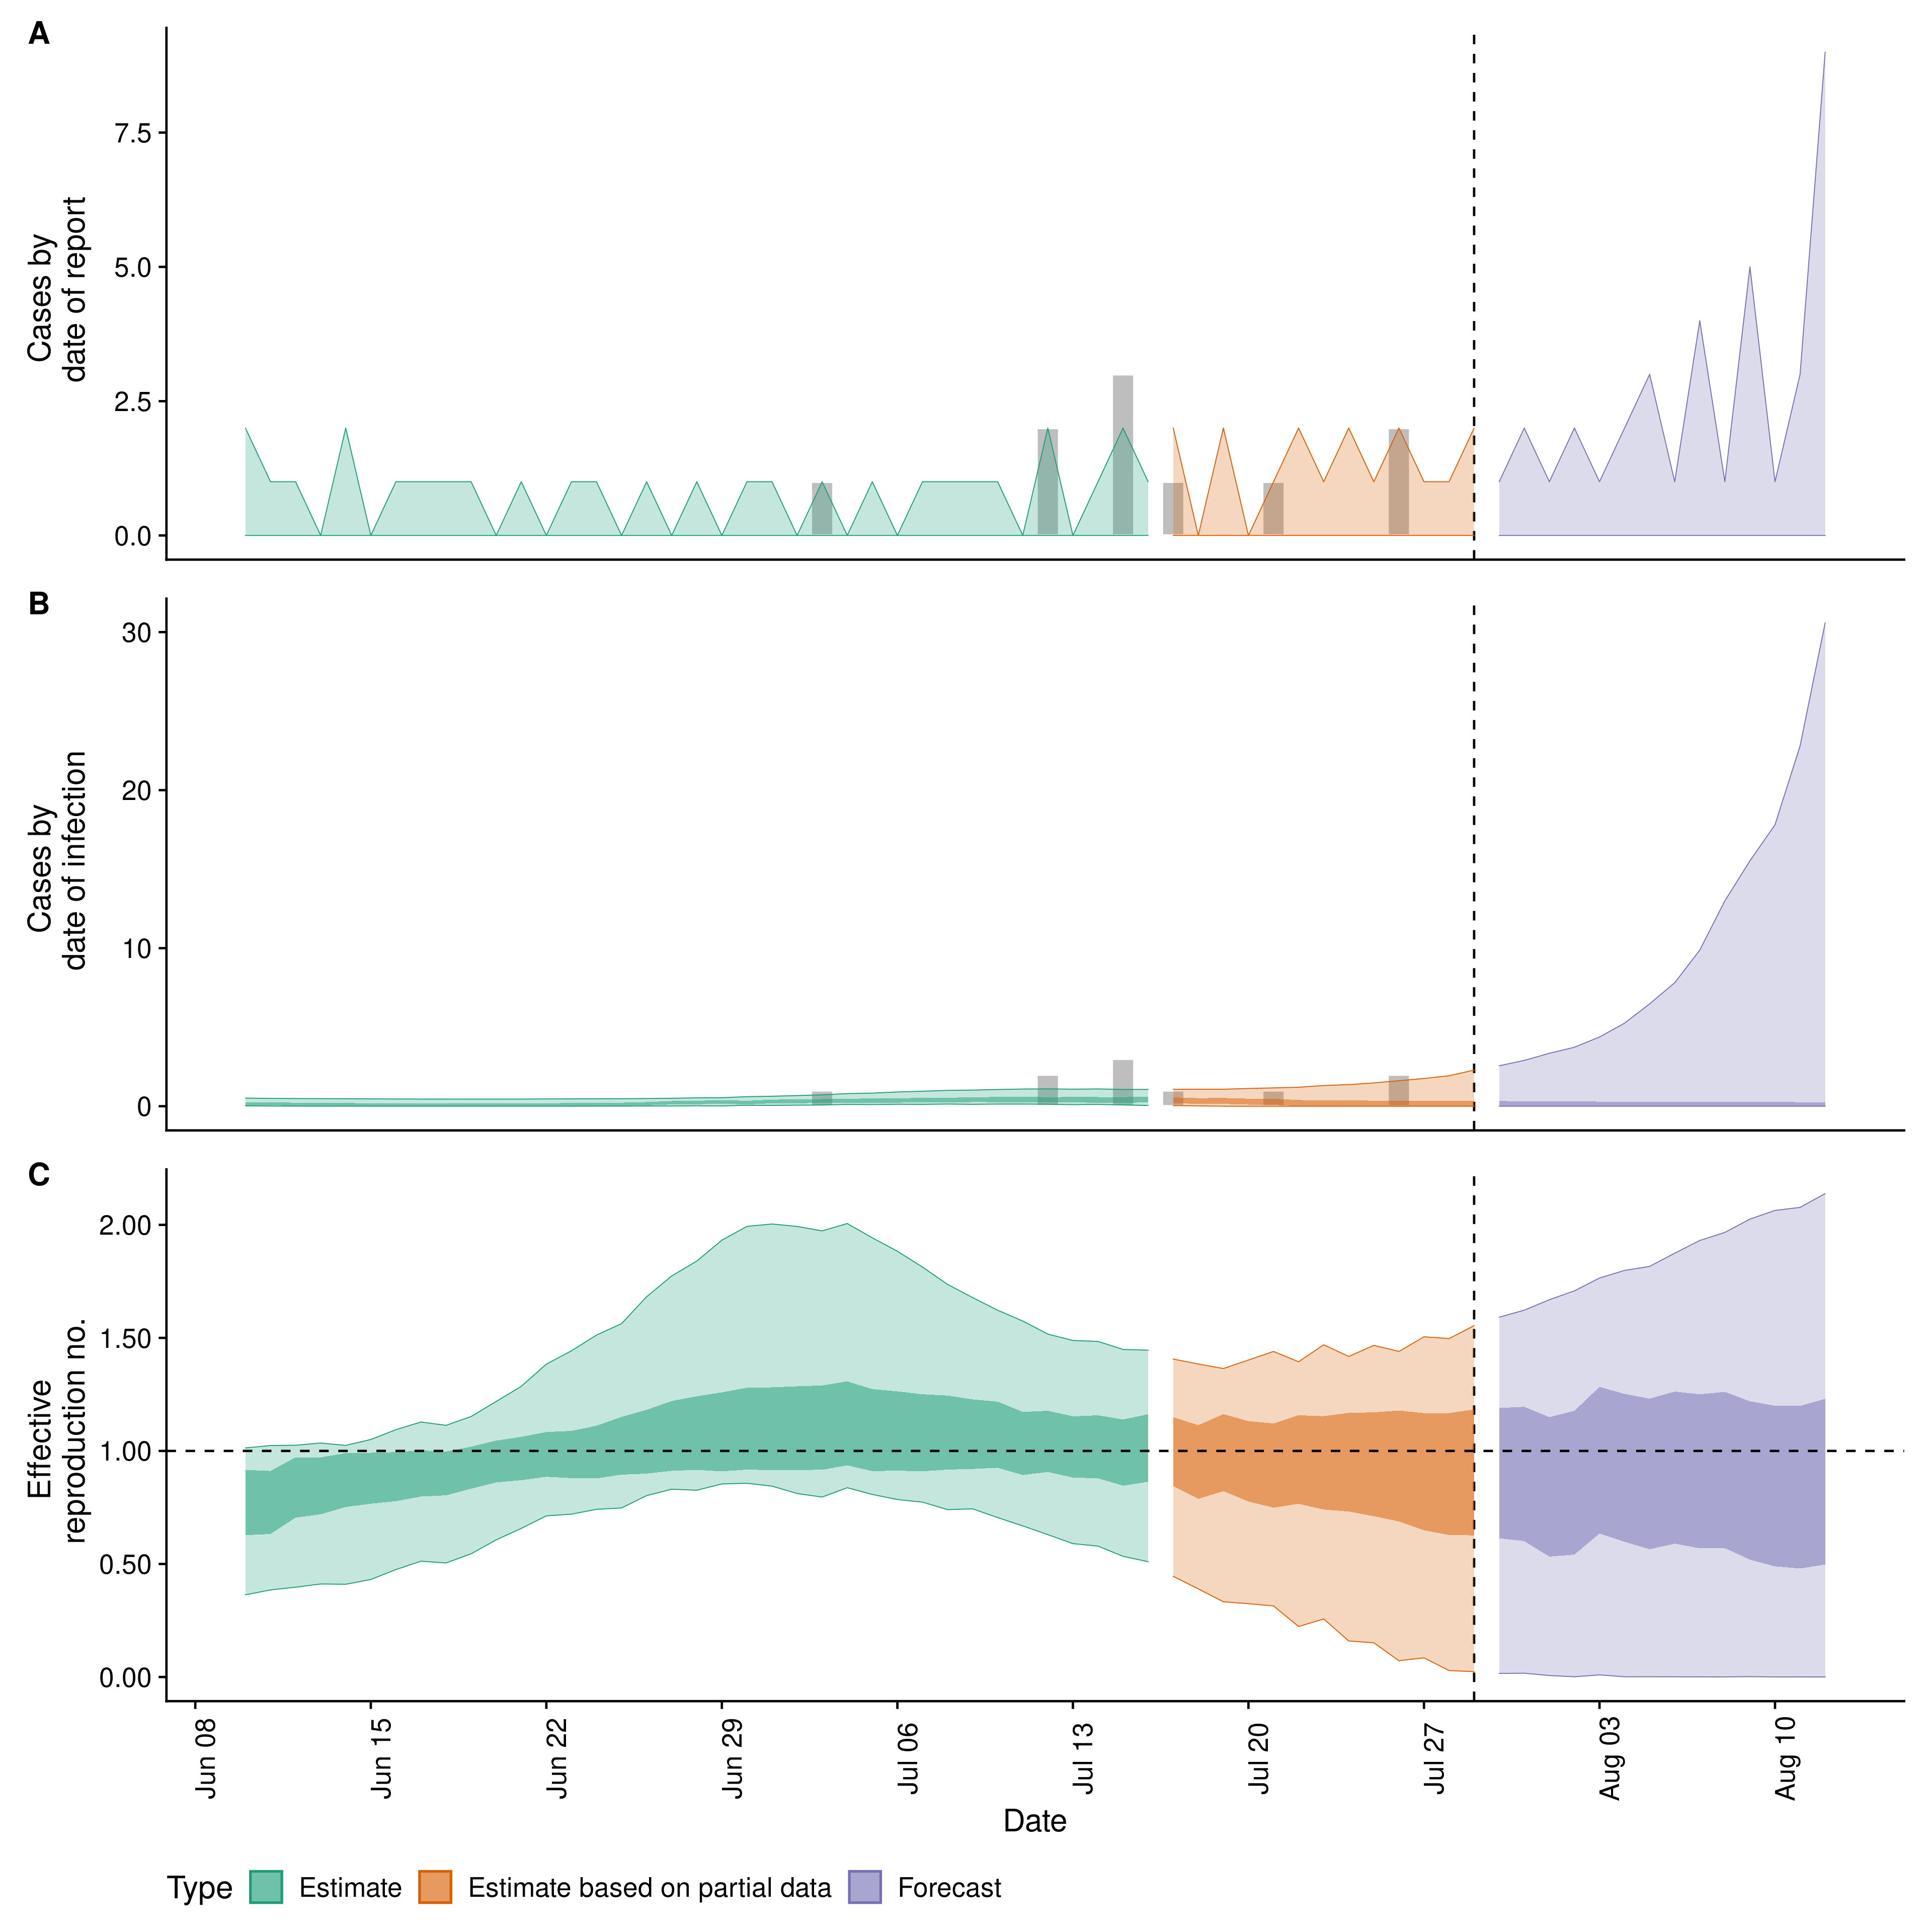 A
Cases by
date of report
7.5
5.0
2.5
0.0
B
Cases by
date of infection
30
20
10
0
C
Effective
reproduction no.
2.00
1.50
1.00
0.50
0.00
Jun 08
Jun 15
Jun 22
Jun 29
Jul 06
Jul 13
Jul 20
Jul 27
Aug 03
Aug 10
Date
Type Estimate Estimate based on partial data Forecast